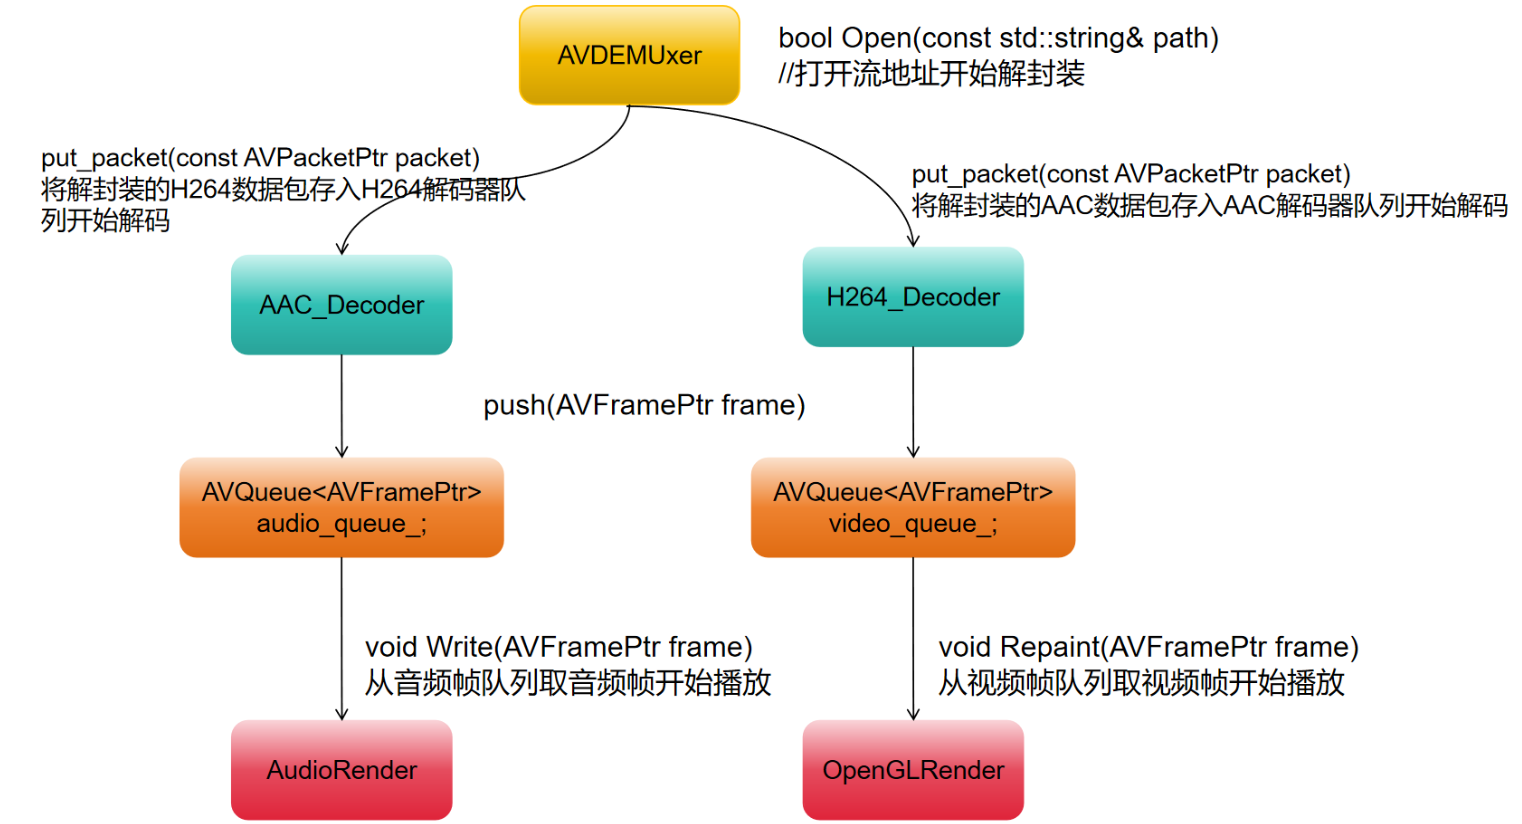 AVDEMUxer
bool Open(const std::string& path)
//打开流地址开始解封装
put_packet(const AVPacketPtr packet)
将解封装的H264数据包存入H264解码器队
列开始解码
put_packet(const AVPacketPtr packet)
将解封装的AAC数据包存入AAC解码器队列开始解码
AAC_Decoder
H264_Decoder
push(AVFramePtr frame)
AVQueue<AVFramePtr>
audio_queue_;
AVQueue<AVFramePtr>
video_queue_;
void Write(AVFramePtr frame)
从音频帧队列取音频帧开始播放
void Repaint(AVFramePtr frame)
从视频帧队列取视频帧开始播放
AudioRender
OpenGLRender